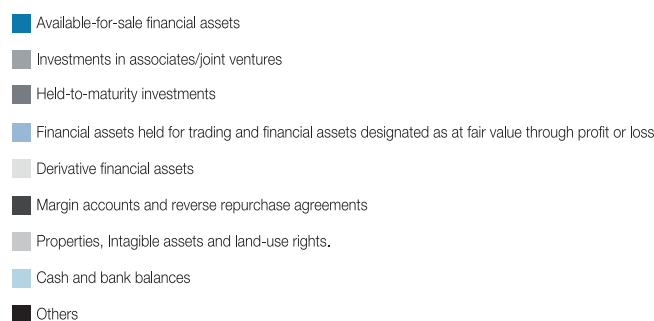 Available-for-sale financial assets
Investments in associates/joint ventures
Held-to-maturity investments
Financial assets held for trading and financial assets designated as at fair value through profit or loss
Derivative financial assets
Margin accounts and reverse repurchase agreements
Properties, Intagible assets and land-use rights.
Cash and bank balances
Others